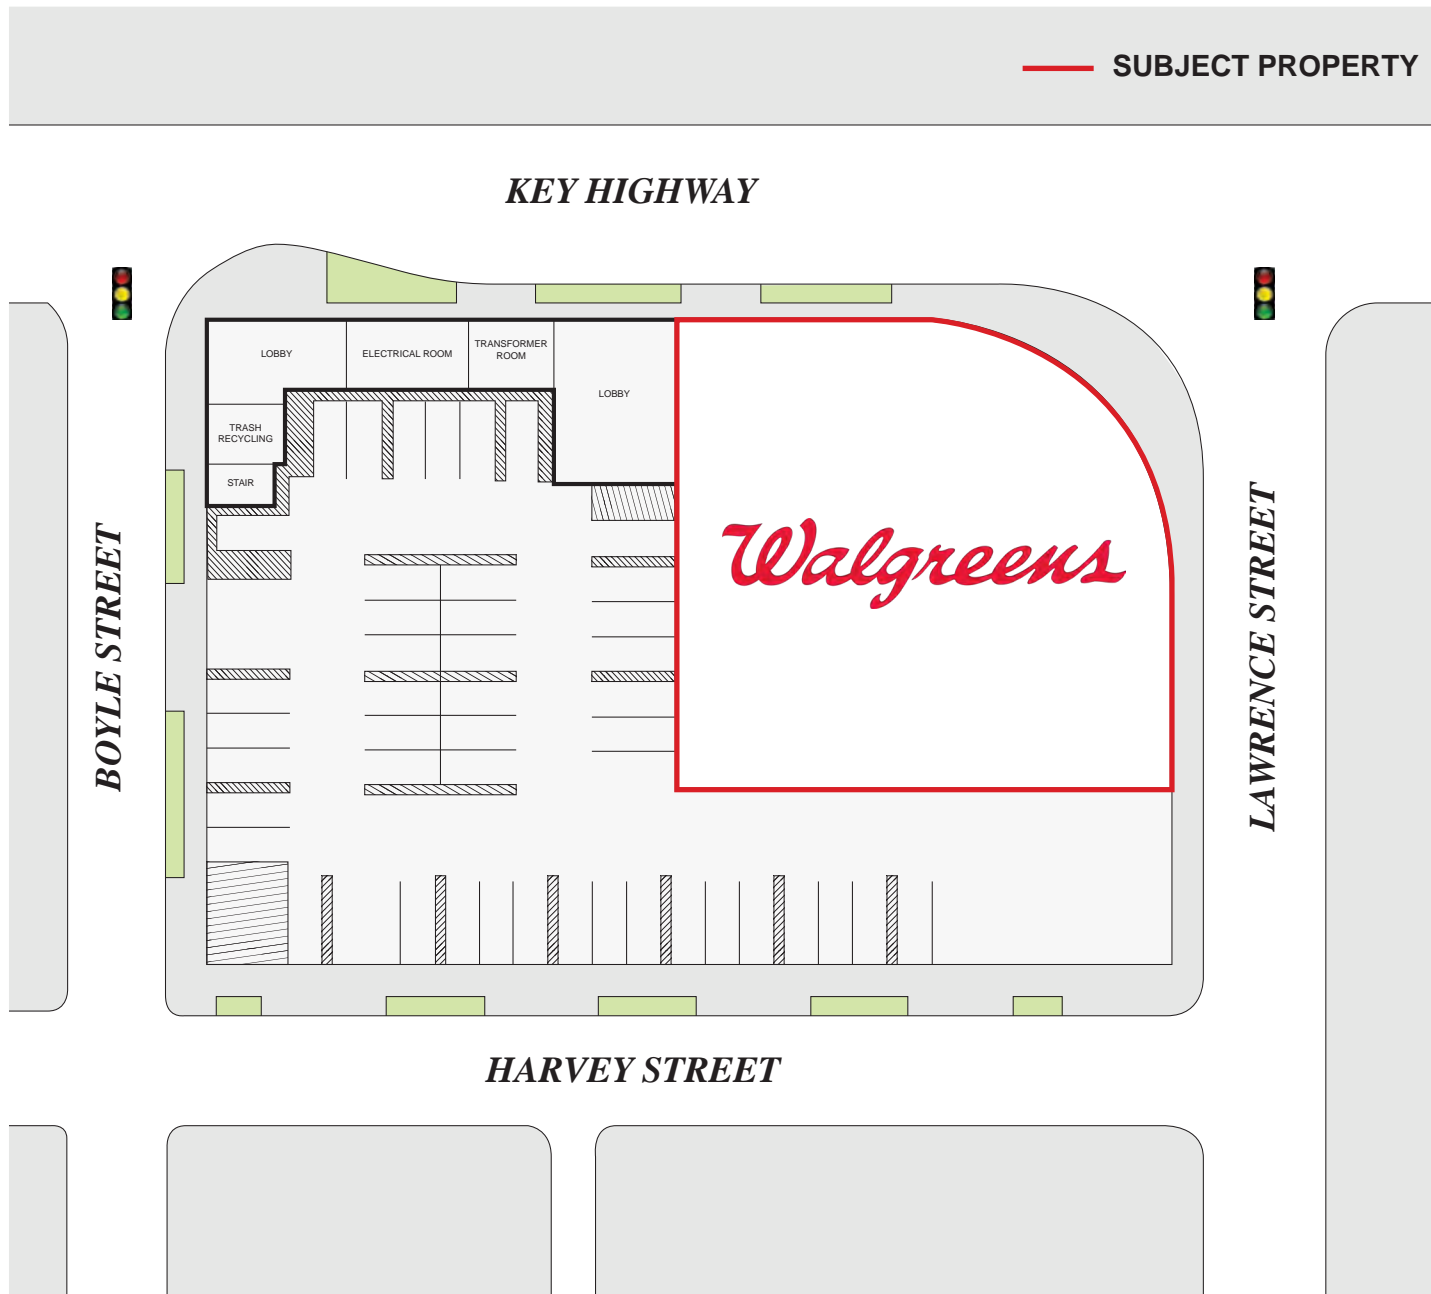 SUBJECT PROPERTY
KEY HIGHWAY
LOBBY
ELECTRICAL ROOM
TRANSFORMER
ROOM
LOBBY
TRASH
RECYCLING
STAIR
Walgreens
BOYLE STREET
LAWRENCE STREET
HARVEY STREET